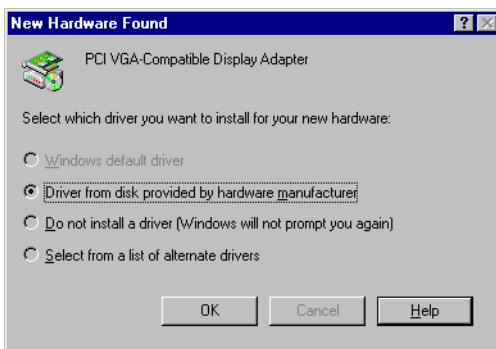 New Hardware Found
PCI VGA-Compatible Display Adapter
Select which driver you want to install for your new hardware:
Windows default driver
Driver from disk provided by hardware manufacturer
Do not install a driver (Windows will not prompt you again)
Select from a list of alternate drivers
OK Cancel Help